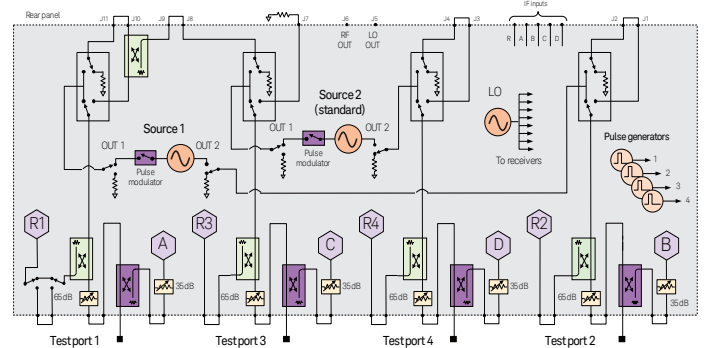 IF inputs
Rear panel
J11 J10 J9 J8 J7 J6 J5 J4 J3 J2 J1
RF
OUT
LO
OUT
R A B C D
Source 2
(standard)
LO
Source 1
OUT 1
OUT 2
Pulse
modulator
OUT 1
OUT 2
Pulse
modulator
To receivers
Pulse generators
1
2
3
4
R1
A
R3
C
R4
D
R2
B
65dB
35dB
65dB
35dB
65dB
35dB
65dB
35dB
Test port 1
Test port 3
Test port 4
Test port 2